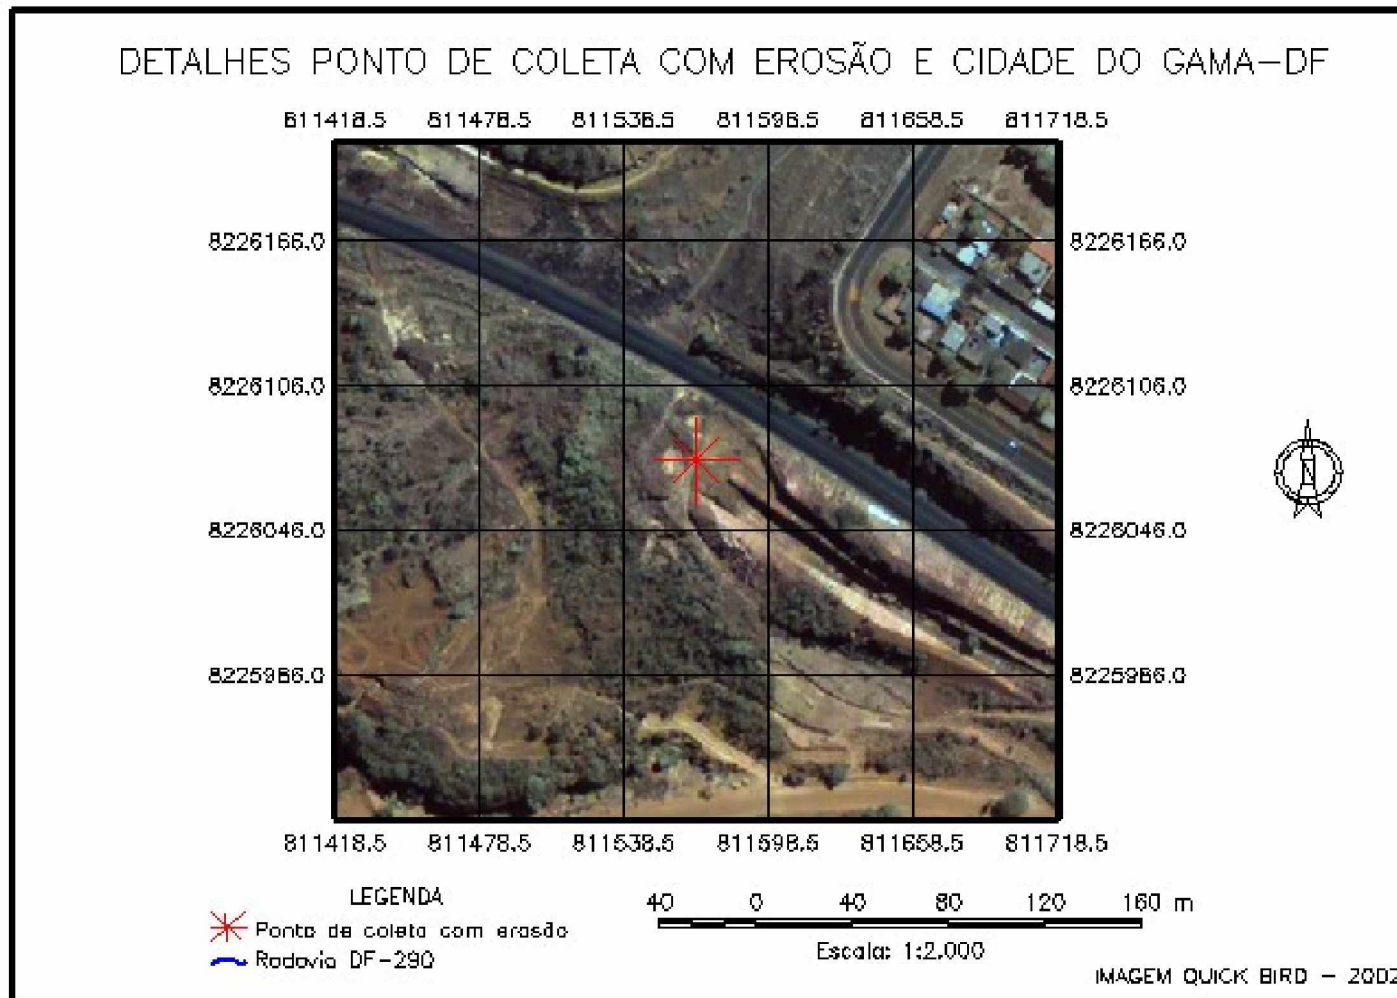 DETALHES PONTO DE COLETA COM EROSÃO E CIDADE DO GAMA-DF
811418.5 811478.5 811538.5 811598.5 811658.5 811718.5
8226166.0 8226166.0
8226106.0 8226106.0
N
8226046.0 8226046.0
8225986.0 8225986.0
811418.5 811478.5 811538.5 811598.5 811658.5 811718.5
LEGENDA
Ponto de coleta com erosão
Rodovia DF-290
40 0 40 80 120 160 m
Escala: 1:2.000
IMAGEM QUICK BIRD - 2002